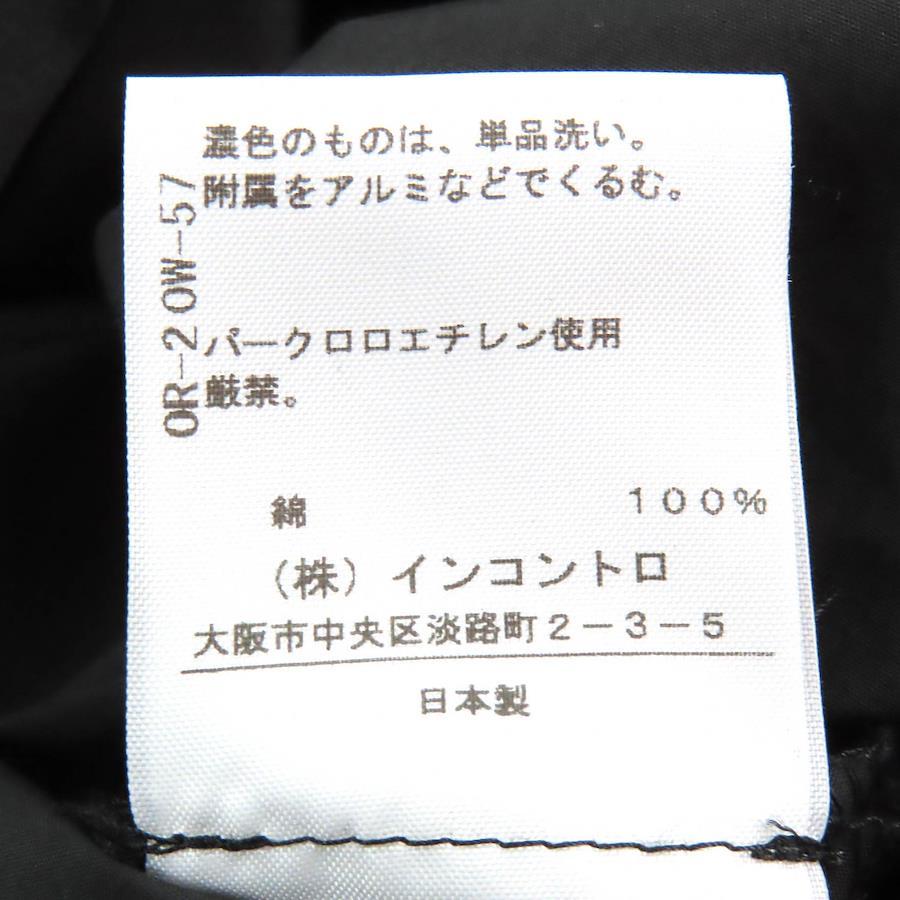 濃色のものは、単品洗い。
附属をアルミなどでくるむ。
OR-20W-57
パークロロエチレン使用
厳禁。
綿 100%
(株)インコントロ
大阪市中央区淡路町2-3-5
日本製